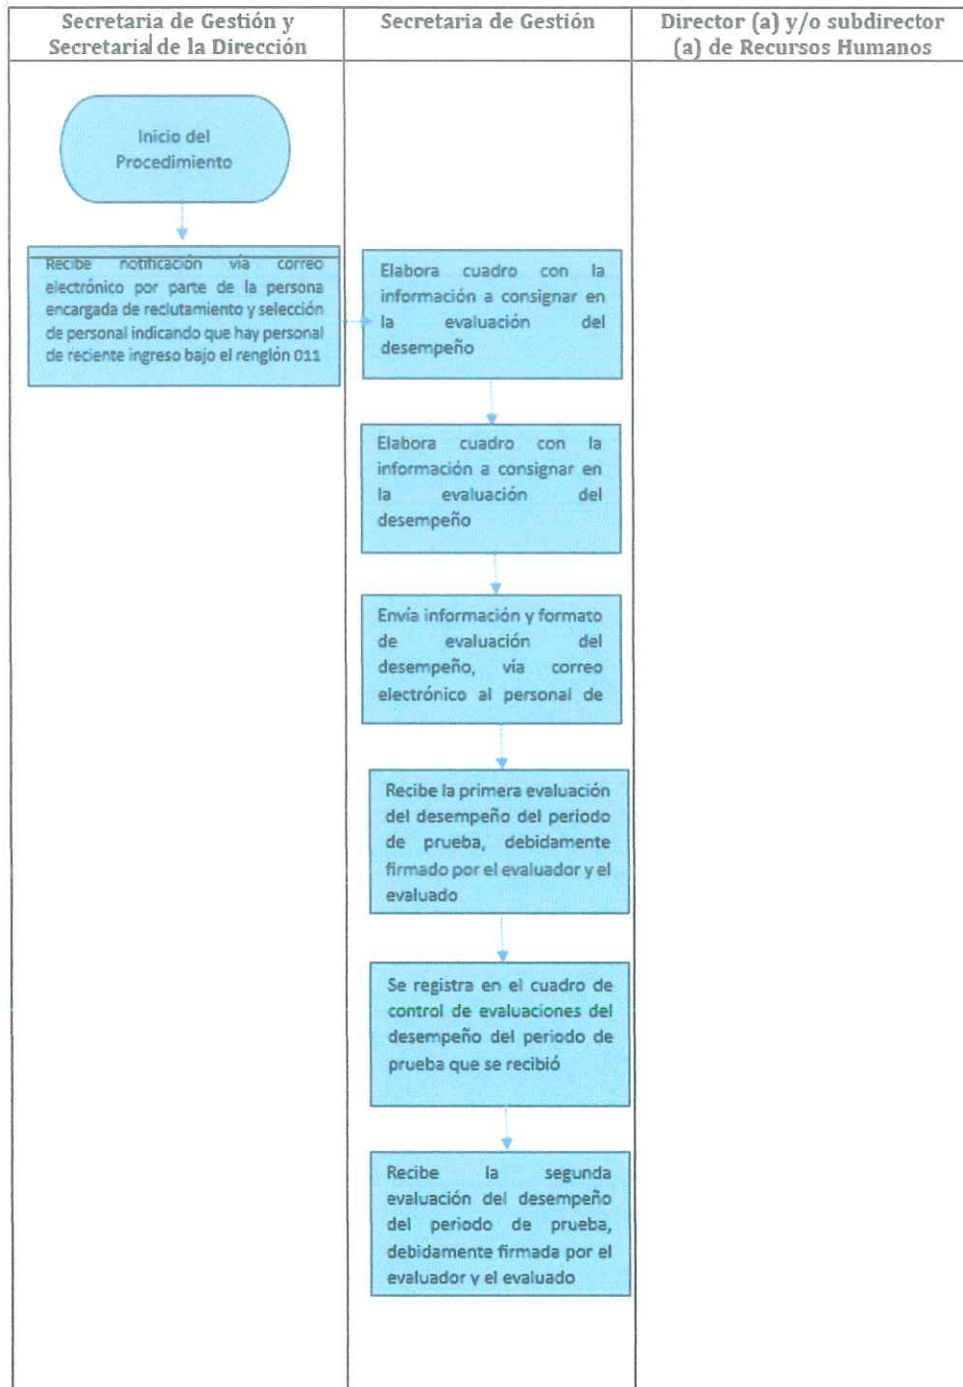 Secretaria de Gestión y
Secretaria de la Dirección
Secretaria de Gestión
Director (a) y/o subdirector
(a) de Recursos Humanos
Inicio del
Procedimiento
Recibe notificación vía correo
electrónico por parte de la persona
encargada de reclutamiento y selección
de personal indicando que hay personal
de reciente ingreso bajo el renglón 011
Elabora cuadro con la
información a consignar en
la evaluación del
desempeño
Elabora cuadro con la
información a consignar en
la evaluación del
desempeño
Envía información y formato
de evaluación del
desempeño, vía correo
electrónico al personal de
Recibe la primera evaluación
del desempeño del periodo
de prueba, debidamente
firmado por el evaluador y el
evaluado
Se registra en el cuadro de
control de evaluaciones del
desempeño del periodo de
prueba que se recibió
Recibe la segunda
evaluación del desempeño
del periodo de prueba,
debidamente firmada por el
evaluador y el evaluado